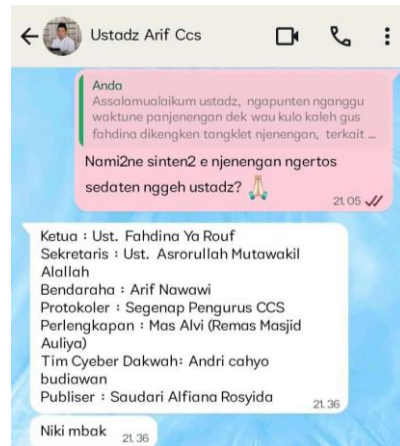 Ustadz Arif Ccs
Anda
Assalamualaikum ustadz, ngapunten nganggu
waktune panjenengan dek wau kulo kaleh gus
fahdina dikengken tangklet njenengan, terkait ...
Nami2ne sinten2 e njenengan ngertos
sedaten nggeh ustadz? 🙏🏻
21.05
Ketua : Ust. Fahdina Ya Rouf
Sekretaris : Ust. Asrorullah Mutawakil
Alallah
Bendaraha : Arif Nawawi
Protokoler : Segenap Pengurus CCS
Perlengkapan : Mas Alvi (Remas Masjid
Auliya)
Tim Cyeber Dakwah: Andri cahyo
budiawan
Publiser : Saudari Alfiana Rosyida
21.36
Niki mbak
21.36